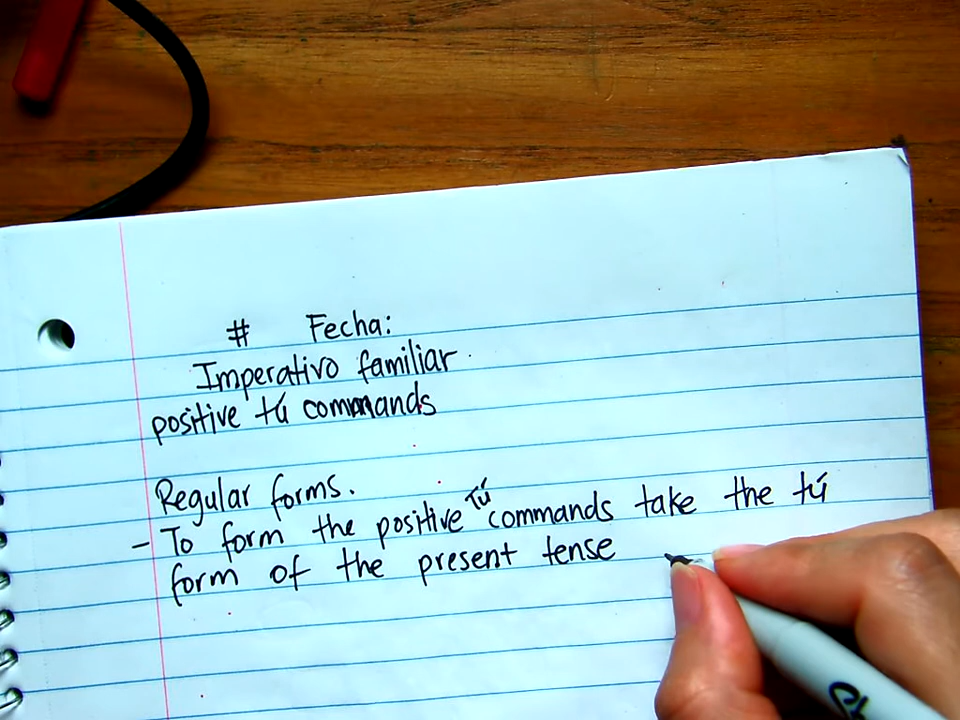 # Fecha:
Imperativo familiar
positive tú commands
Regular forms.
- To form the positive Tú commands take the tú
form of the present tense